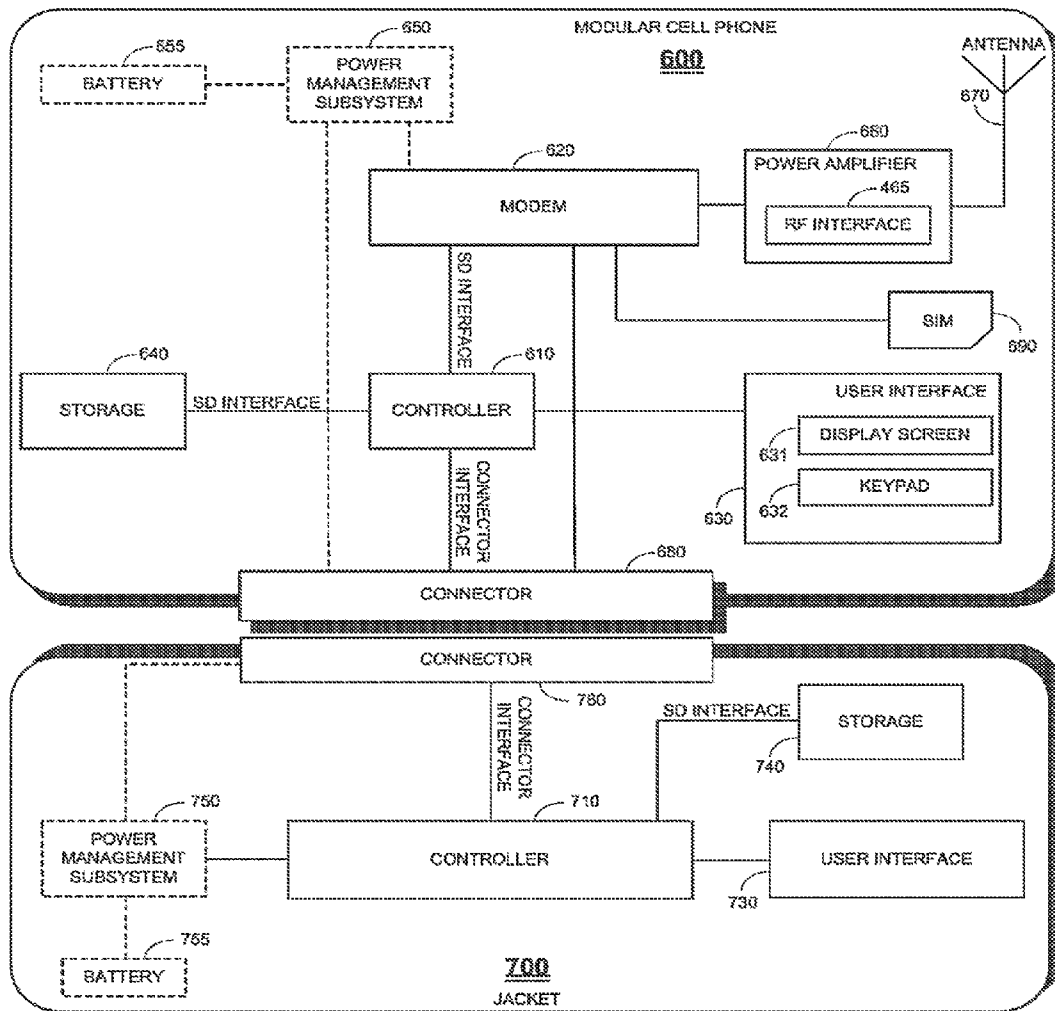 MODULAR CELL PHONE
600
655
BATTERY
650
POWER
MANAGEMENT
SUBSYSTEM
ANTENNA
670
620
MODEM
660
POWER AMPLIFIER
465
RF INTERFACE
SD INTERFACE
SIM
690
640
STORAGE
SD INTERFACE
610
CONTROLLER
USER INTERFACE
DISPLAY SCREEN
631
KEYPAD
632
630
CONNECTOR
INTERFACE
680
CONNECTOR
CONNECTOR
780
CONNECTOR
INTERFACE
SD INTERFACE
STORAGE
740
750
POWER
MANAGEMENT
SUBSYSTEM
710
CONTROLLER
USER INTERFACE
730
755
BATTERY
700
JACKET